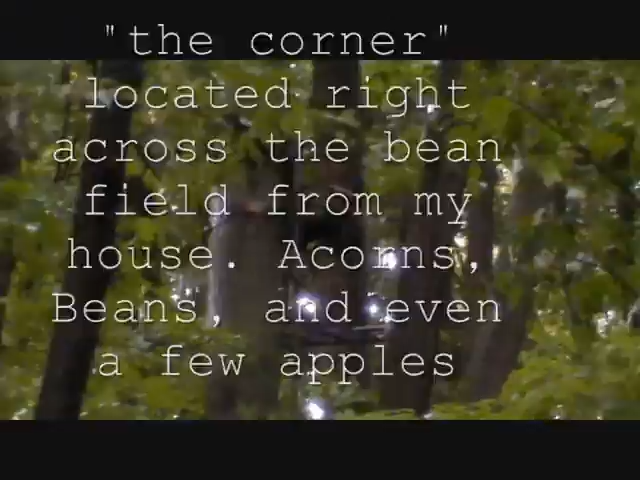 "the corner"
located right
across the bean
field from my
house. Acorns,
Beans, and even
a few apples